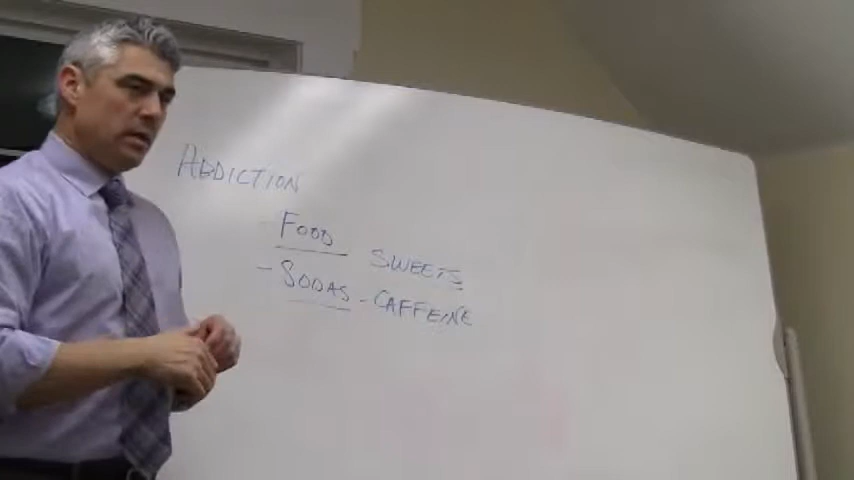 ADDICTION
FOOD SWEETS
- SODAS - CAFFEINE